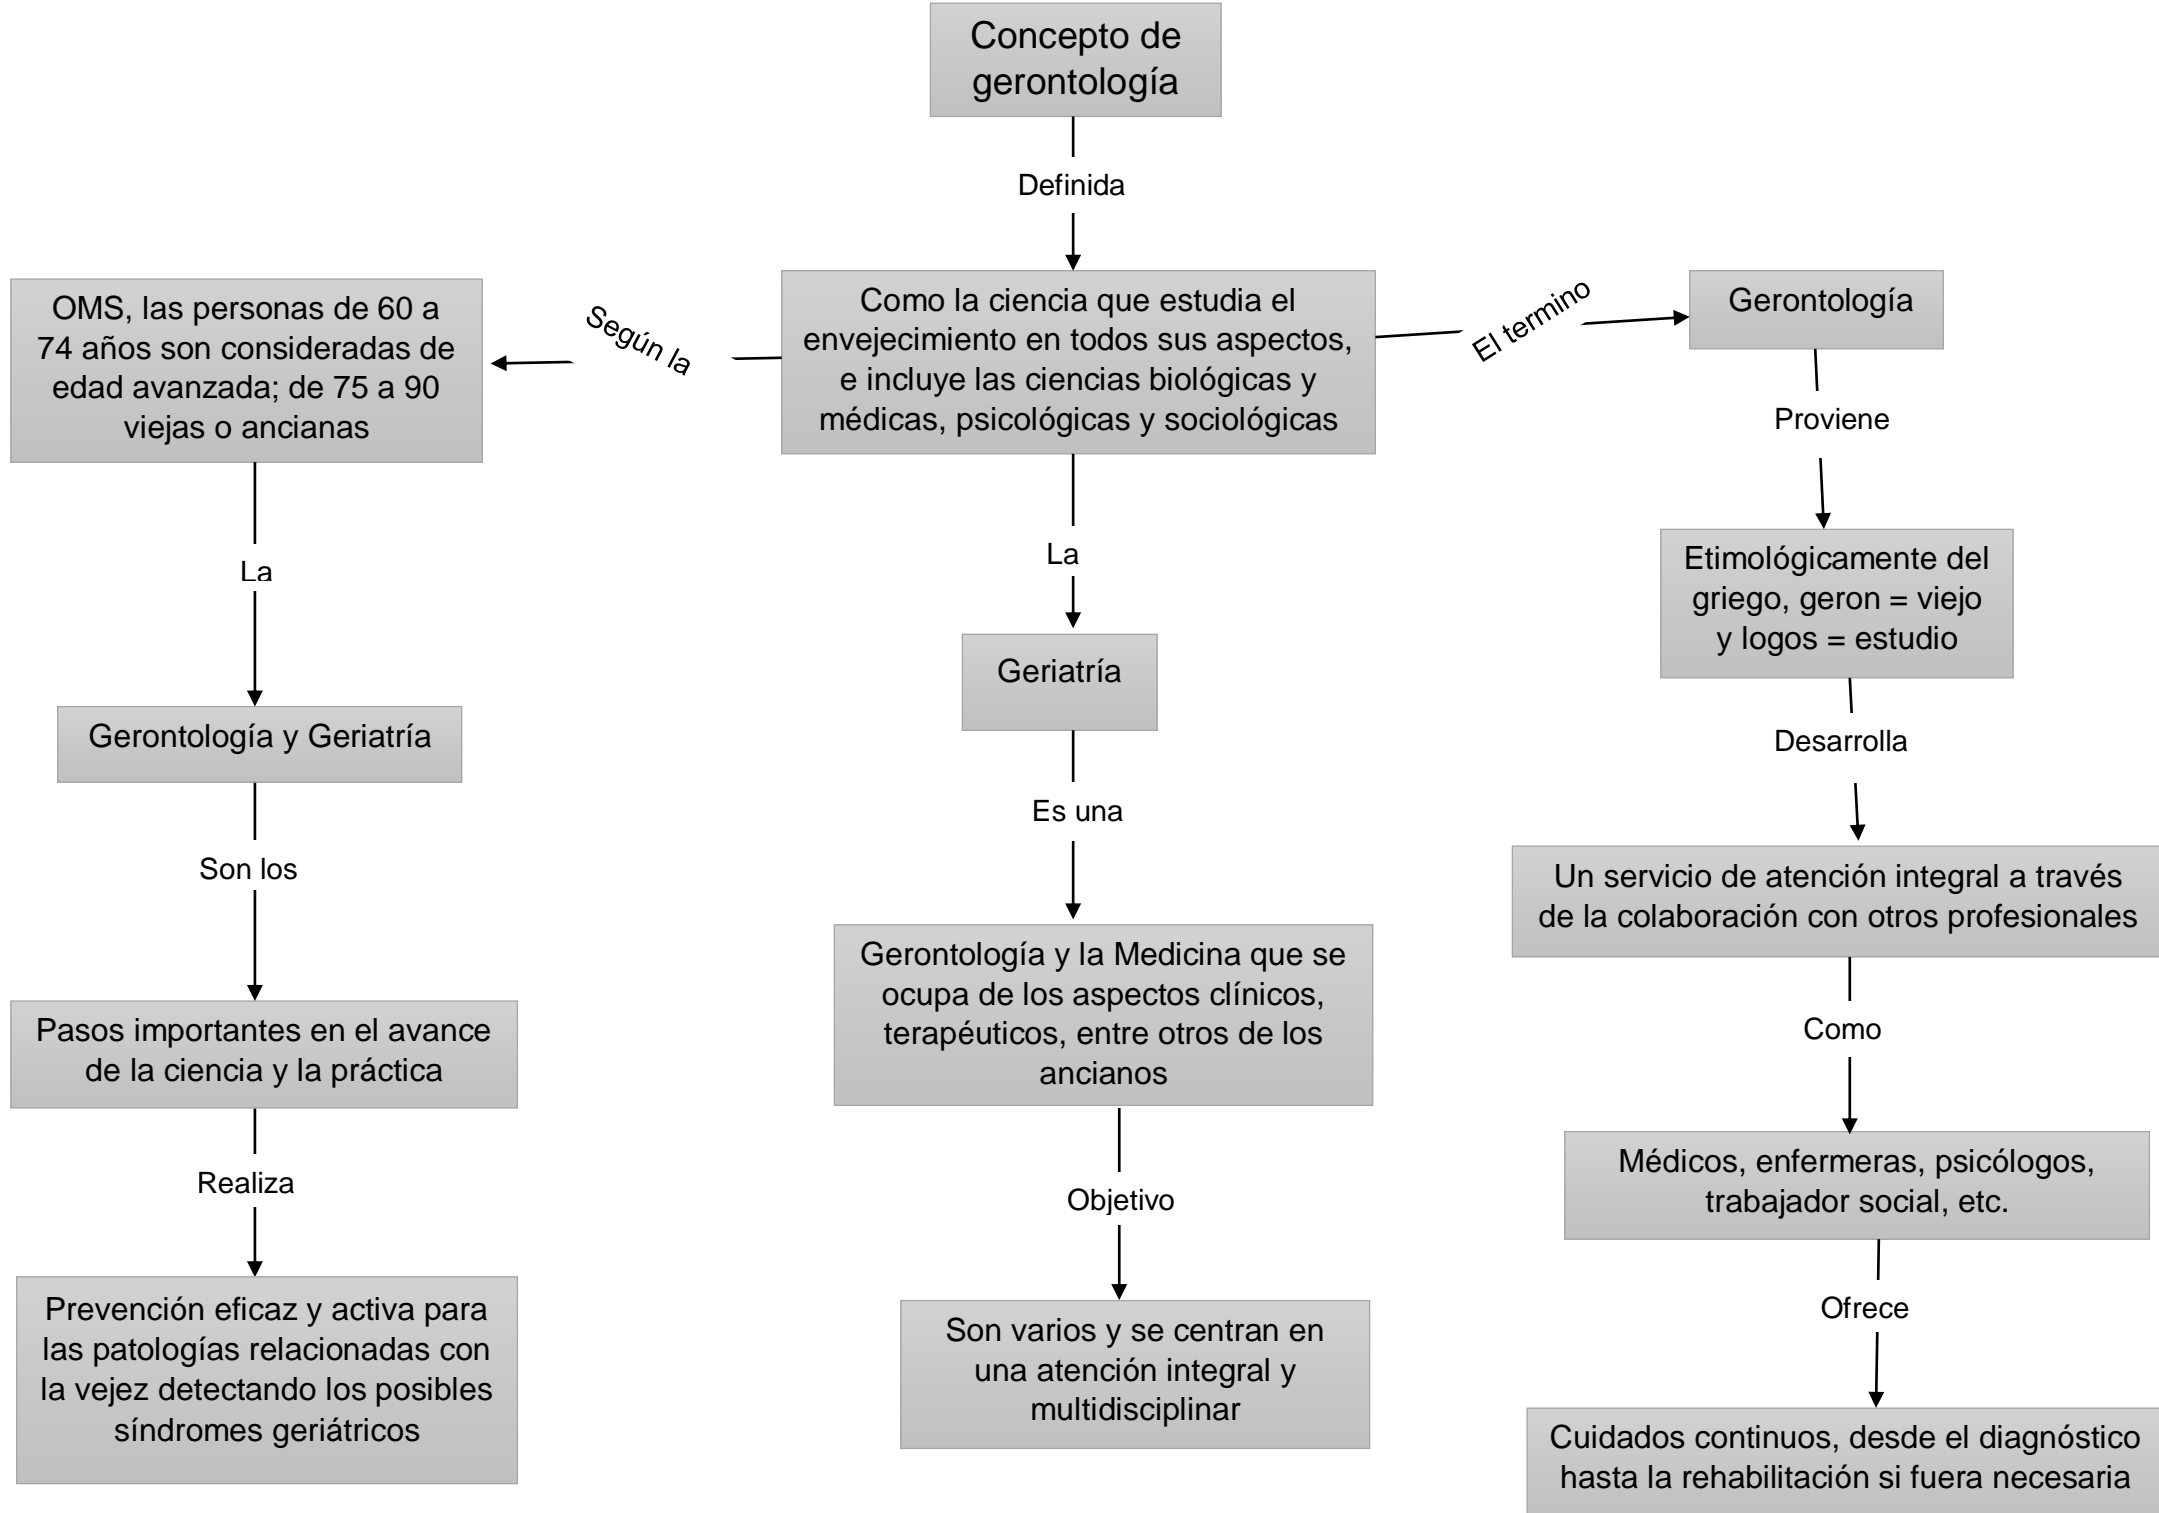 Concepto de
gerontología
Definida
Como la ciencia que estudia el
envejecimiento en todos sus aspectos,
e incluye las ciencias biológicas y
médicas, psicológicas y sociológicas
Según la
OMS, las personas de 60 a
74 años son consideradas de
edad avanzada; de 75 a 90
viejas o ancianas
La
Gerontología y Geriatría
Son los
Pasos importantes en el avance
de la ciencia y la práctica
Realiza
Prevención eficaz y activa para
las patologías relacionadas con
la vejez detectando los posibles
síndromes geriátricos
La
Geriatría
Es una
Gerontología y la Medicina que se
ocupa de los aspectos clínicos,
terapéuticos, entre otros de los
ancianos
Objetivo
Son varios y se centran en
una atención integral y
multidisciplinar
El termino
Gerontología
Proviene
Etimológicamente del
griego, geron = viejo
y logos = estudio
Desarrolla
Un servicio de atención integral a través
de la colaboración con otros profesionales
Como
Médicos, enfermeras, psicólogos,
trabajador social, etc.
Ofrece
Cuidados continuos, desde el diagnóstico
hasta la rehabilitación si fuera necesaria